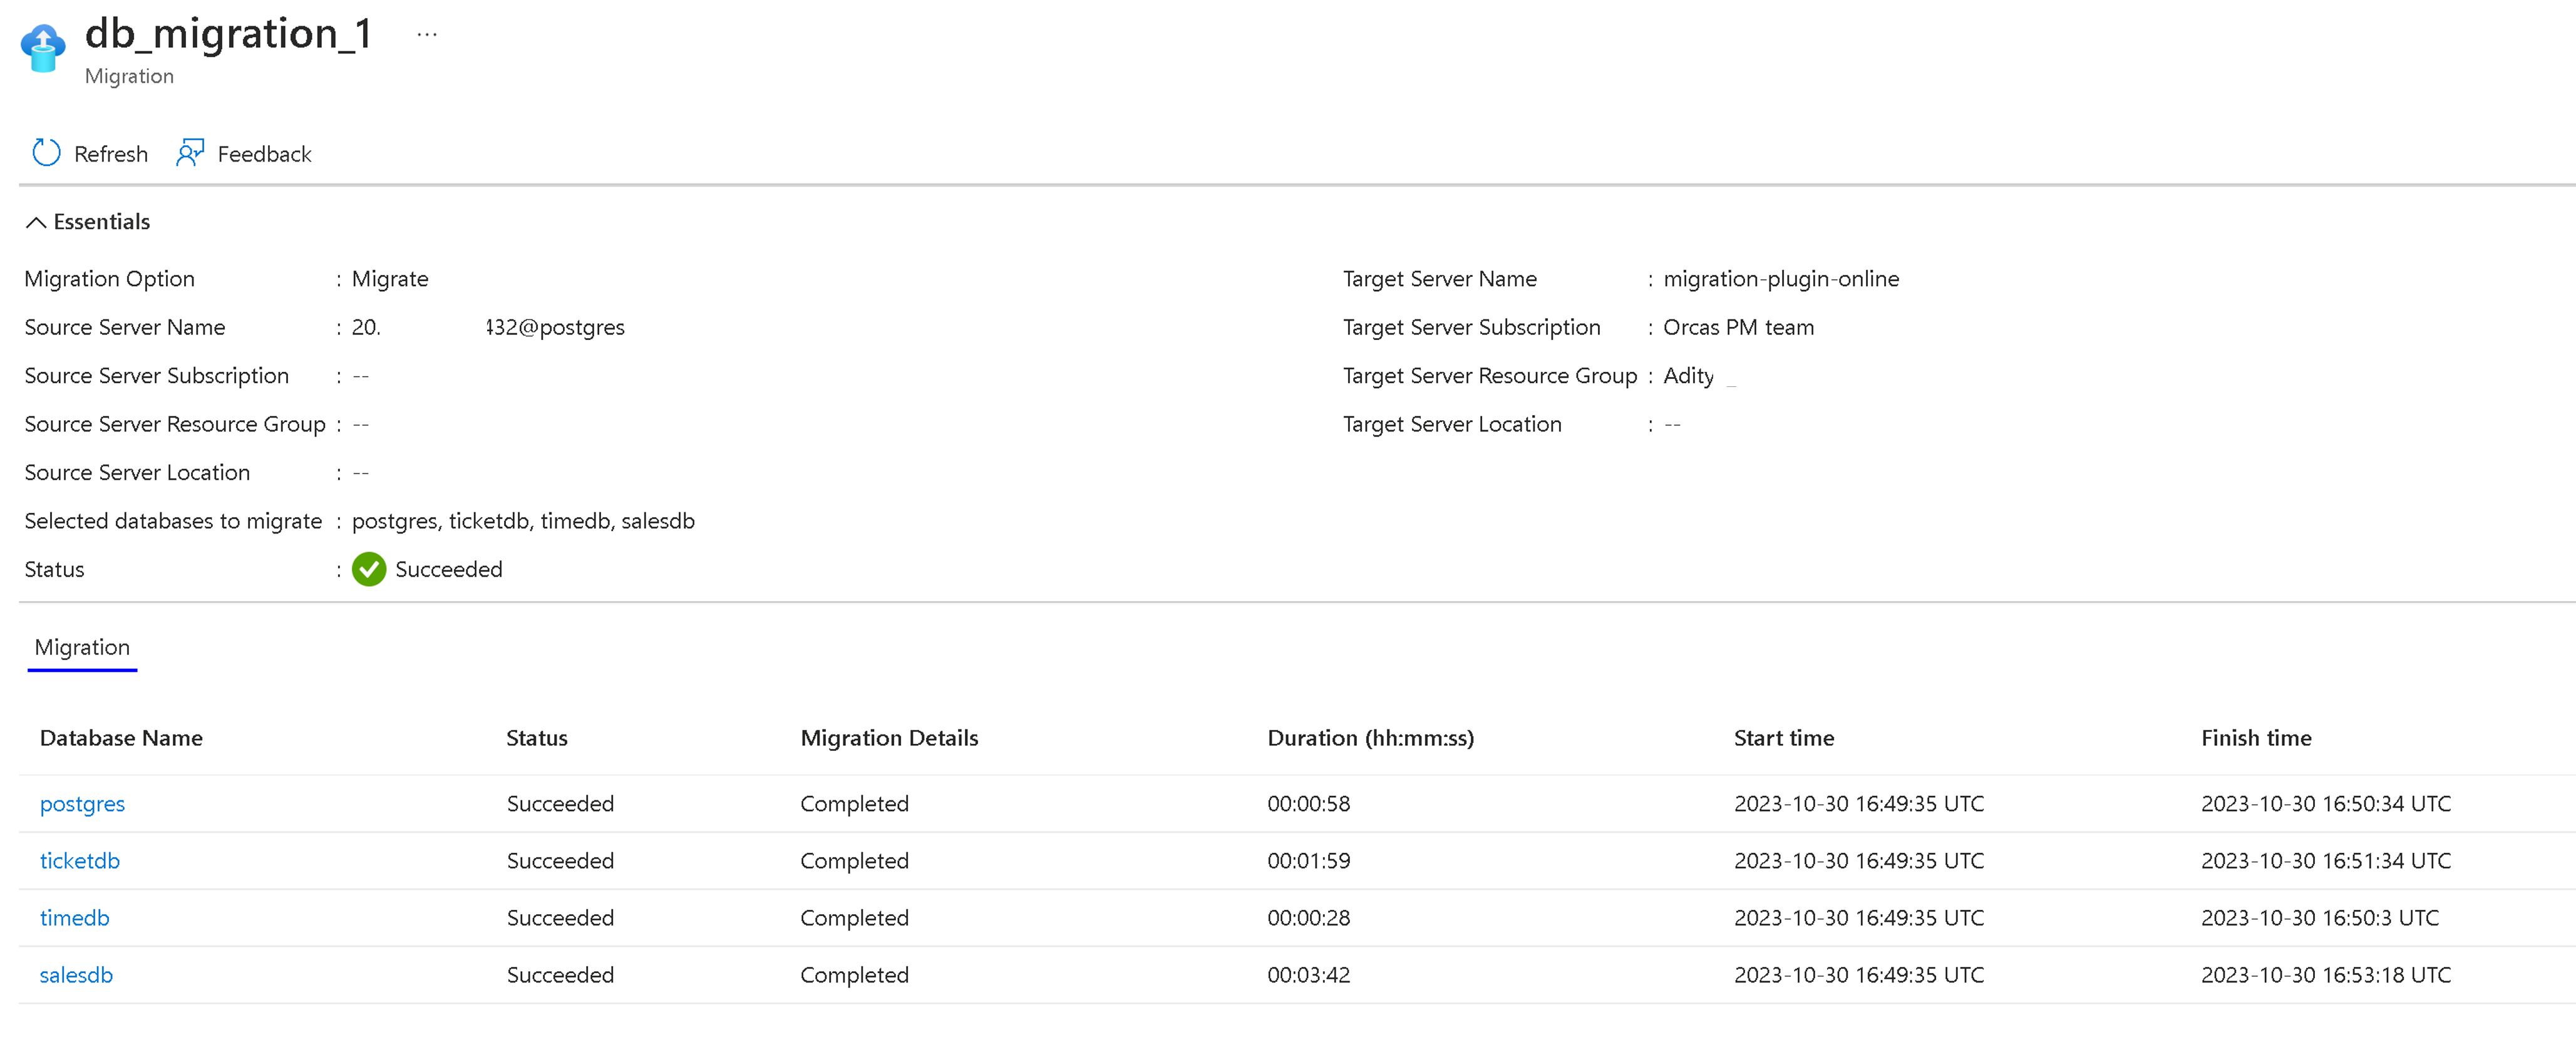 db_migration_1 ...
Migration
Refresh Feedback
Essentials
Migration Option : Migrate
Source Server Name : 20. 432@postgres
Source Server Subscription : --
Source Server Resource Group : --
Source Server Location : --
Selected databases to migrate : postgres, ticketdb, timedb, salesdb
Status : Succeeded
Target Server Name : migration-plugin-online
Target Server Subscription : Orcas PM team
Target Server Resource Group : Adity _
Target Server Location : --
Migration
Database Name Status Migration Details Duration (hh:mm:ss) Start time Finish time
postgres Succeeded Completed 00:00:58 2023-10-30 16:49:35 UTC 2023-10-30 16:50:34 UTC
ticketdb Succeeded Completed 00:01:59 2023-10-30 16:49:35 UTC 2023-10-30 16:51:34 UTC
timedb Succeeded Completed 00:00:28 2023-10-30 16:49:35 UTC 2023-10-30 16:50:3 UTC
salesdb Succeeded Completed 00:03:42 2023-10-30 16:49:35 UTC 2023-10-30 16:53:18 UTC